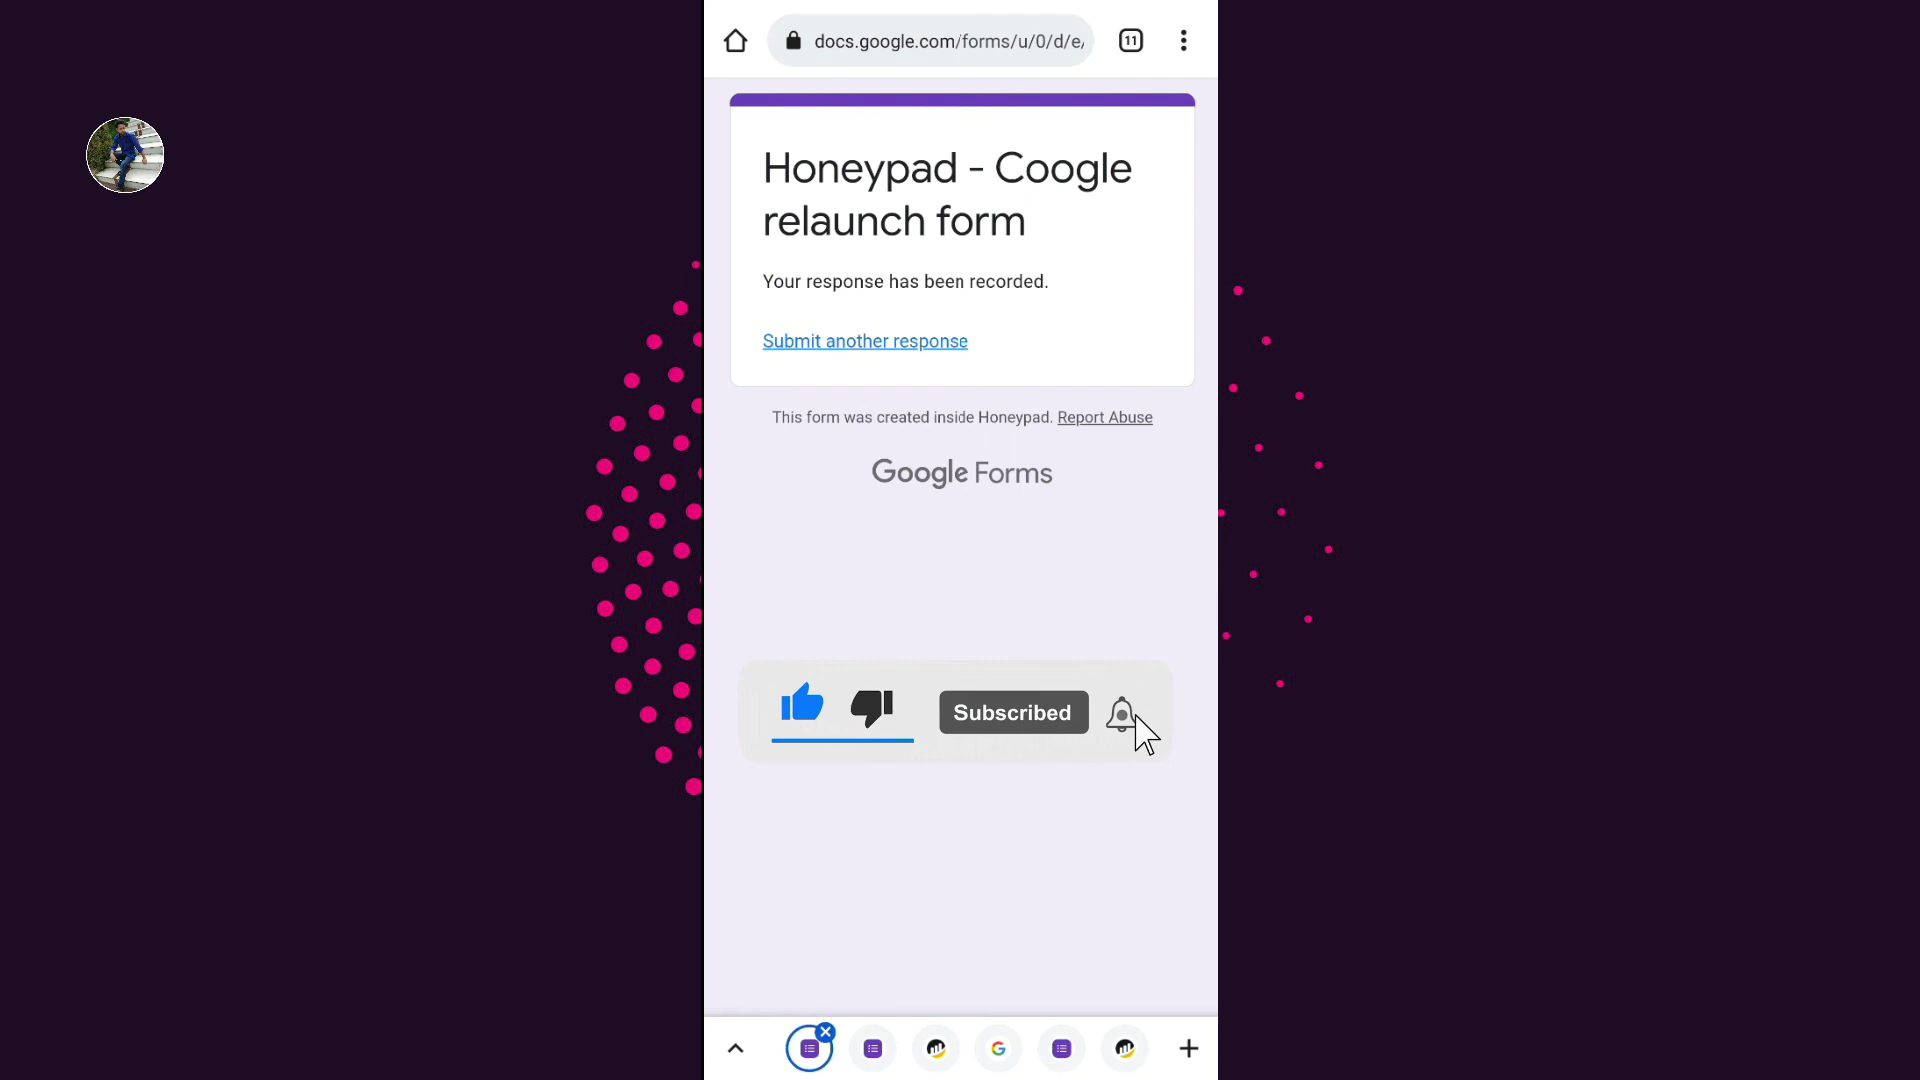 docs.google.com/forms/u/0/d/e/
11
Honeypad - Coogle
relaunch form
Your response has been recorded.
Submit another response
This form was created inside Honeypad. Report Abuse
Google Forms
Subscribed